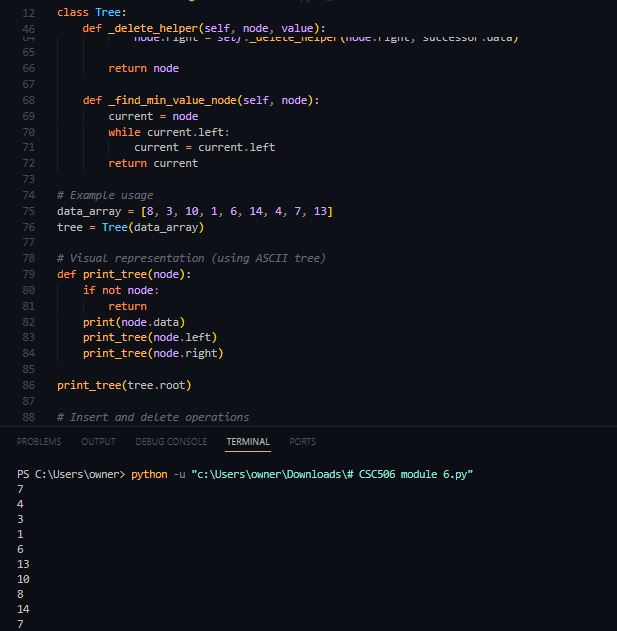 12 class Tree:
46     def _delete_helper(self, node, value):
64             node.right = self._delete_helper(node.right, successor.data)
65
66         return node
67
68     def _find_min_value_node(self, node):
69         current = node
70         while current.left:
71             current = current.left
72         return current
73
74 # Example usage
75 data_array = [8, 3, 10, 1, 6, 14, 4, 7, 13]
76 tree = Tree(data_array)
77
78 # Visual representation (using ASCII tree)
79 def print_tree(node):
80     if not node:
81         return
82     print(node.data)
83     print_tree(node.left)
84     print_tree(node.right)
85
86 print_tree(tree.root)
87
88 # Insert and delete operations
PROBLEMS OUTPUT DEBUG CONSOLE TERMINAL PORTS
PS C:\Users\owner> python -u "c:\Users\owner\Downloads\# CSC506 module 6.py"
7
4
3
1
6
13
10
8
14
7